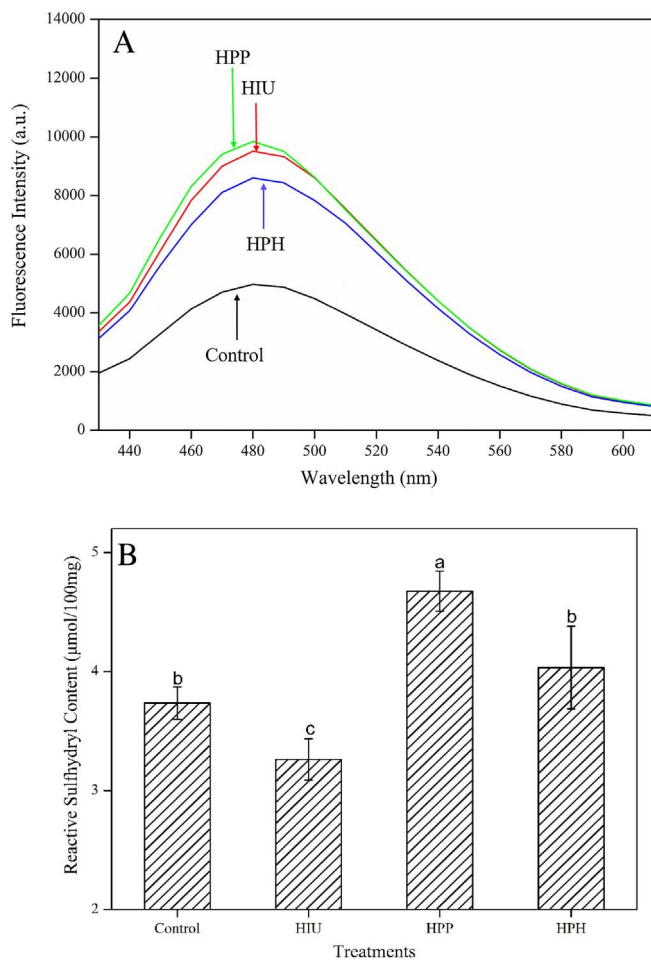 A
HPP
HIU
HPH
Control
14000
12000
10000
8000
6000
4000
2000
0
Fluorescence Intensity (a.u.)
440 460 480 500 520 540 560 580 600
Wavelength (nm)
B
5
4
3
2
Reactive Sulfhydryl Content (μmol/100mg)
b
c
a
b
Control HIU HPP HPH
Treatments